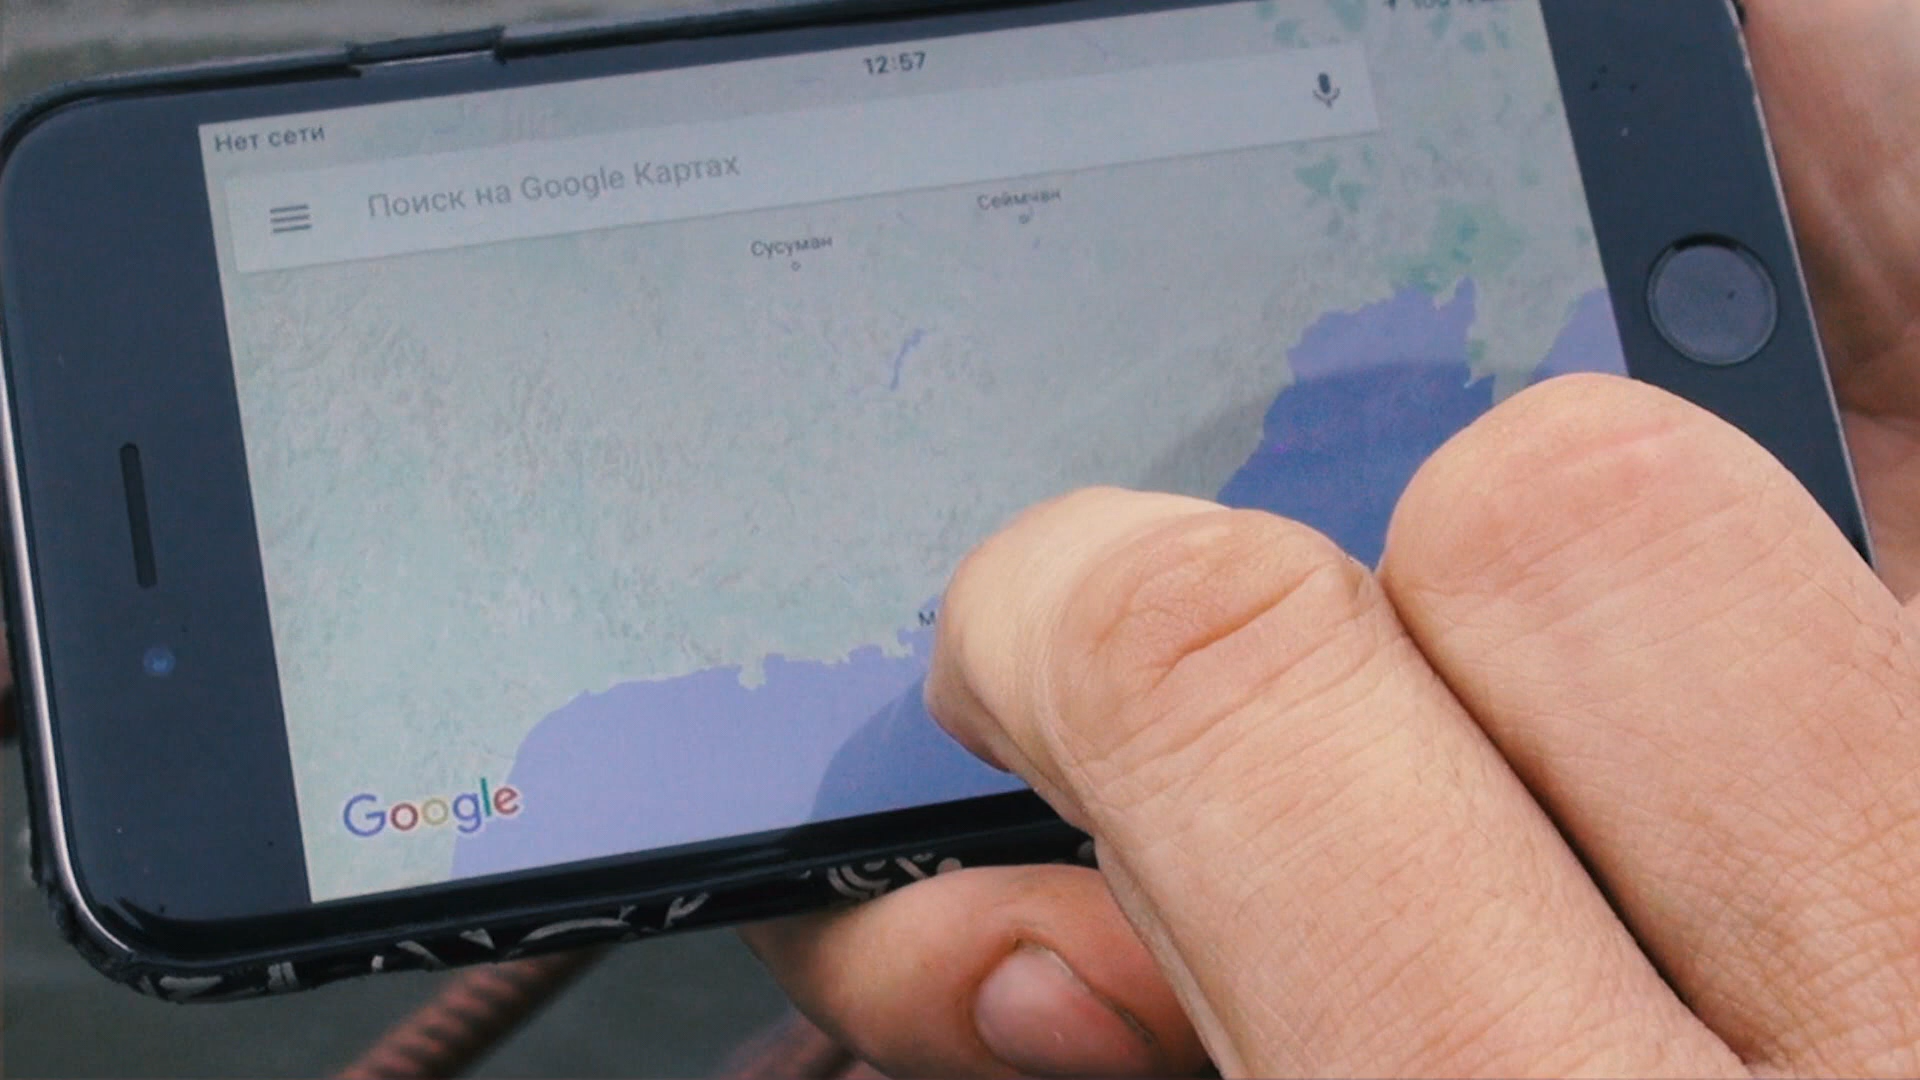 12:57
Нет сети
Поиск на Google Картах
Сеймчан
Сусуман
Google